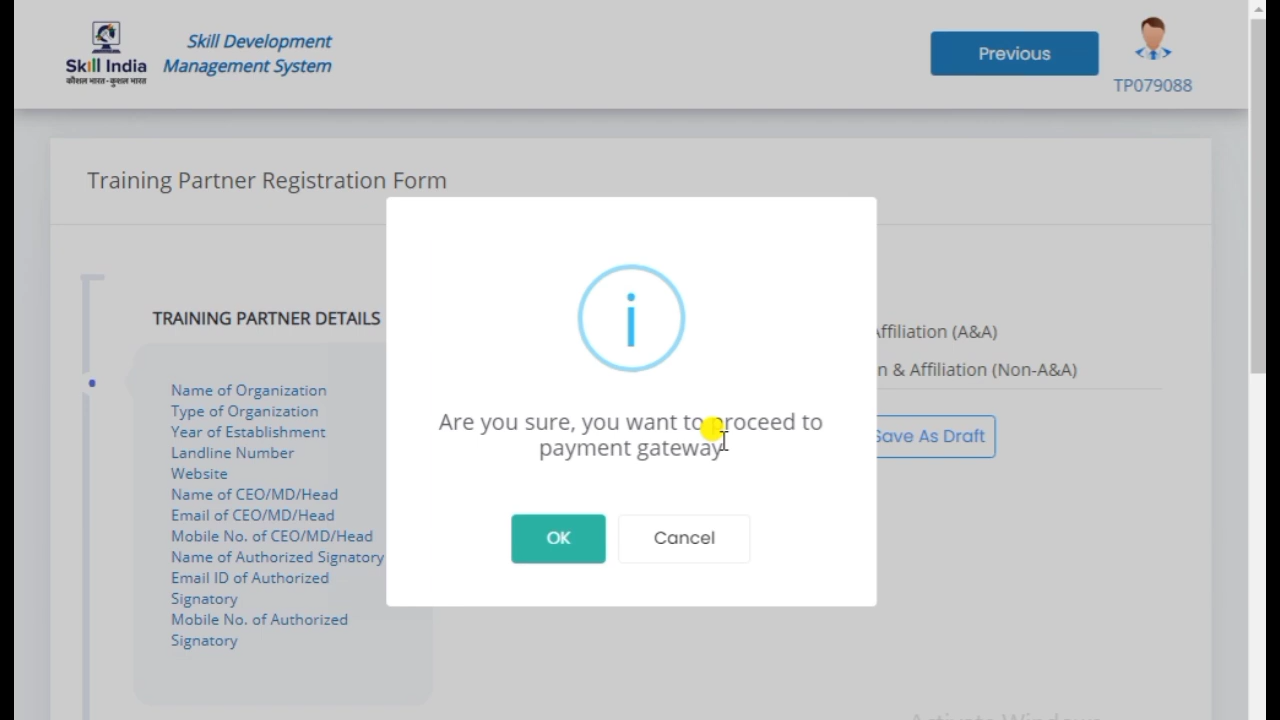 Skill India
कौशल भारत-कुशल भारत
Skill Development
Management System
Previous
TP079088
Training Partner Registration Form
TRAINING PARTNER DETAILS
Name of Organization
Type of Organization
Year of Establishment
Landline Number
Website
Name of CEO/MD/Head
Email of CEO/MD/Head
Mobile No. of CEO/MD/Head
Name of Authorized Signatory
Email ID of Authorized
Signatory
Mobile No. of Authorized
Signatory
Are you sure, you want to proceed to
payment gateway
OK
Cancel
Affiliation (A&A)
n & Affiliation (Non-A&A)
Save As Draft
Activate Windows